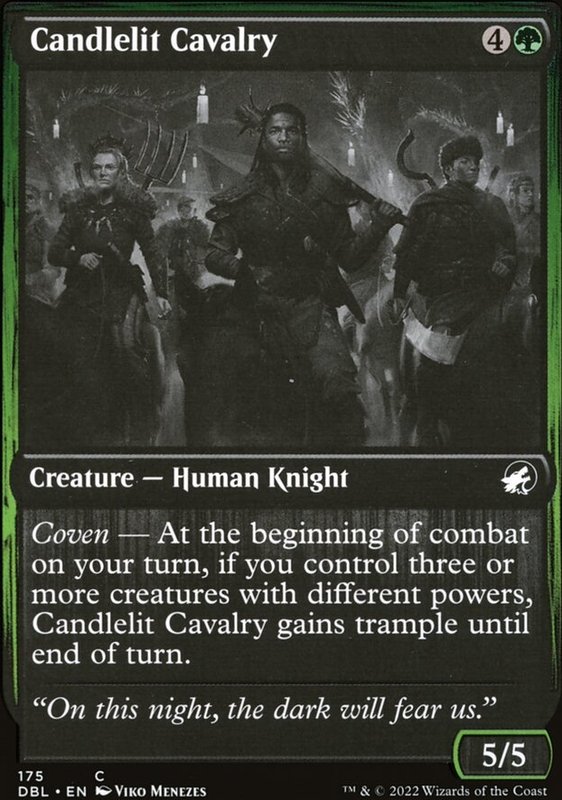 Candlelit Cavalry 4
Creature — Human Knight
Coven — At the beginning of combat
on your turn, if you control three or
more creatures with different powers,
Candlelit Cavalry gains trample until
end of turn.
“On this night, the dark will fear us.”
5/5
175 C
DBL • EN Viko Menezes
™ & © 2022 Wizards of the Coast